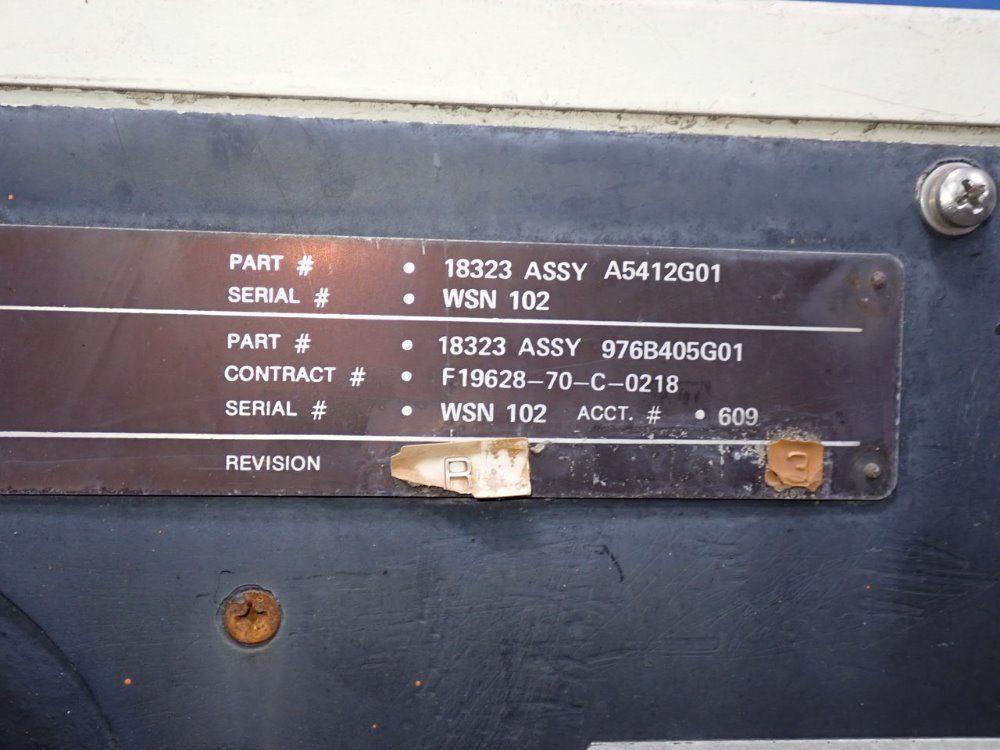 PART # • 18323 ASSY A5412G01
SERIAL # • WSN 102
PART # • 18323 ASSY 976B405G01
CONTRACT # • F19628-70-C-0218
SERIAL # • WSN 102 ACCT. # • 609
REVISION